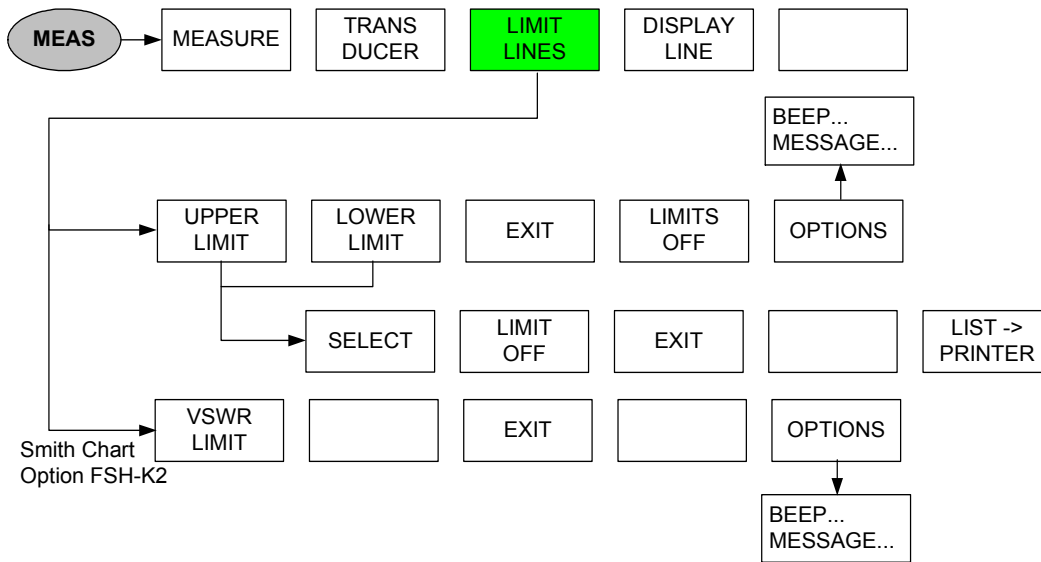 MEAS
MEASURE
TRANS
DUCER
LIMIT
LINES
DISPLAY
LINE
BEEP...
MESSAGE...
UPPER
LIMIT
LOWER
LIMIT
EXIT
LIMITS
OFF
OPTIONS
SELECT
LIMIT
OFF
EXIT
LIST ->
PRINTER
VSWR
LIMIT
EXIT
OPTIONS
Smith Chart
Option FSH-K2
BEEP...
MESSAGE...